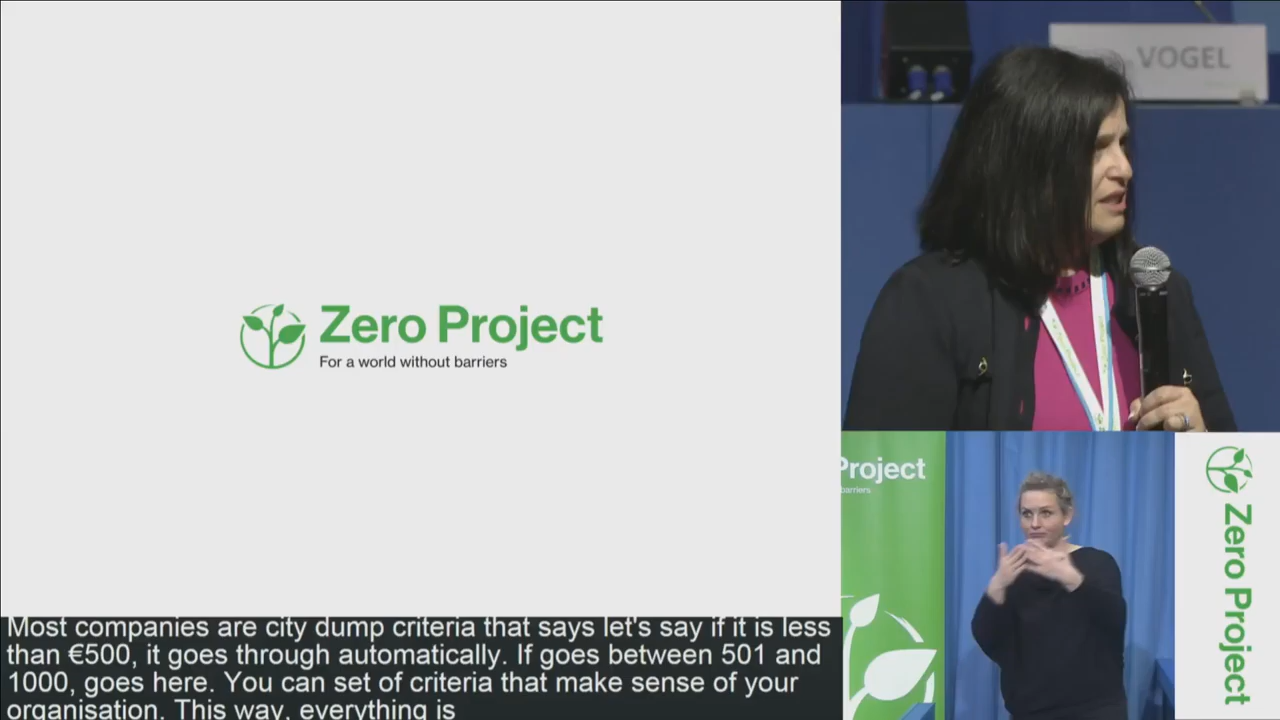 Zero Project
For a world without barriers
VOGEL
Project
barriers
Zero Project
Most companies are city dump criteria that says let's say if it is less
than €500, it goes through automatically. If goes between 501 and
1000, goes here. You can set of criteria that make sense of your
organisation. This way, everything is